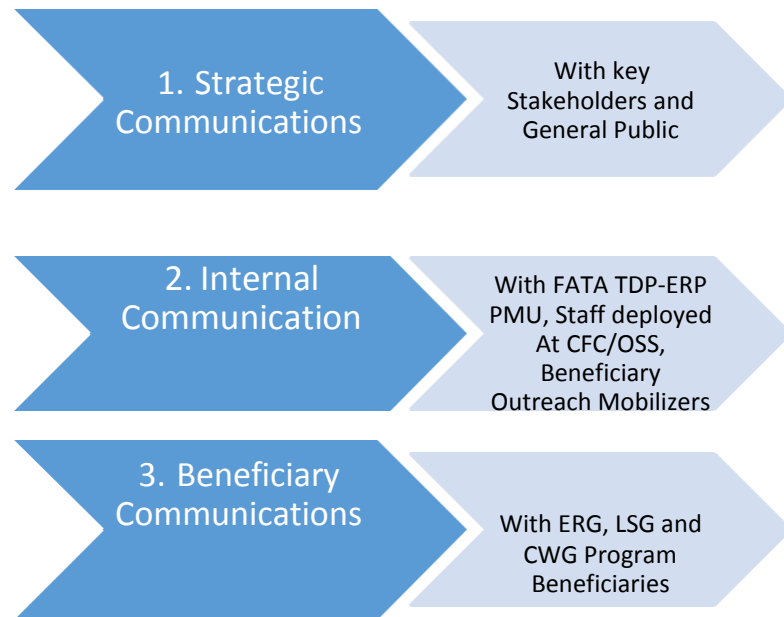 1. Strategic
Communications
With key
Stakeholders and
General Public
2. Internal
Communication
With FATA TDP-ERP
PMU, Staff deployed
At CFC/OSS,
Beneficiary
Outreach Mobilizers
3. Beneficiary
Communications
With ERG, LSG and
CWG Program
Beneficiaries